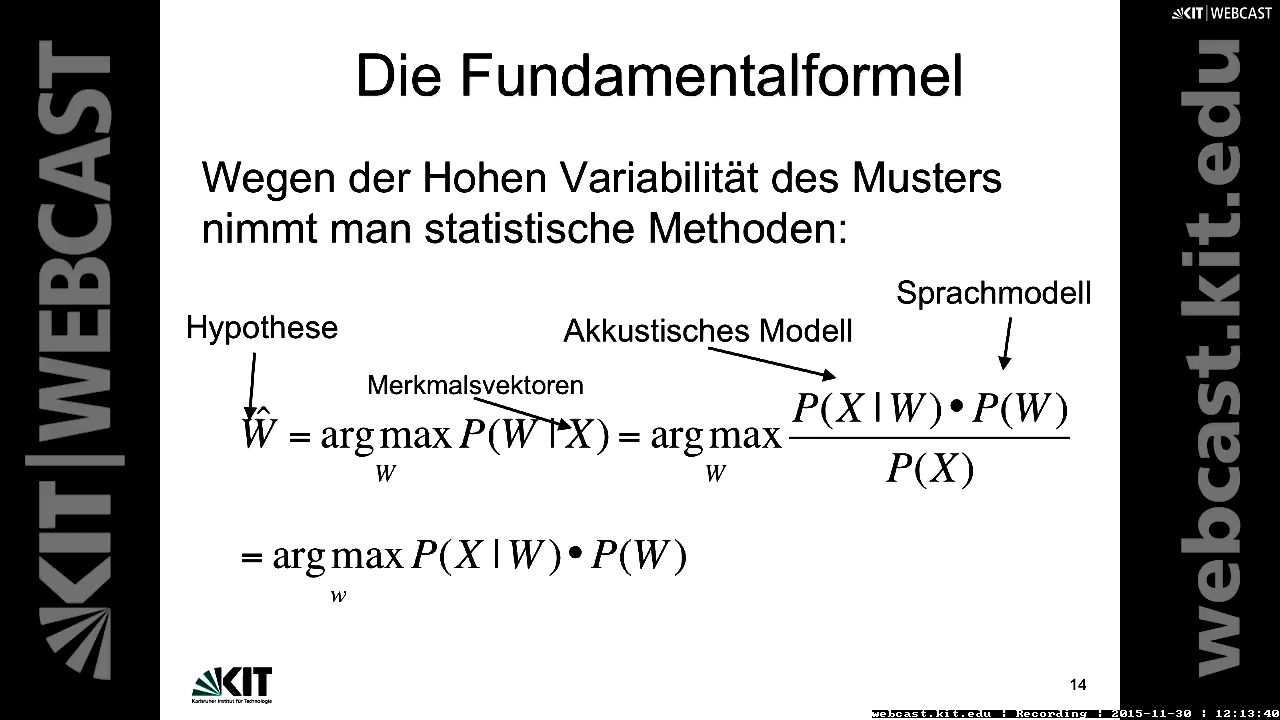 KIT | WEBCAST
KIT|WEBCAST
webcast.kit.edu
Die Fundamentalformel
Wegen der Hohen Variabilität des Musters
nimmt man statistische Methoden:
Sprachmodell
Hypothese
Akkustisches Modell
Merkmalsvektoren
Ŵ = arg max P(W | X) = arg max P(X | W) • P(W)
W W P(X)
= arg max P(X | W) • P(W)
w
KIT
Karlsruher Institut für Technologie
14
webcast.kit.edu | Recording | 2015-11-30 | 12:13:40